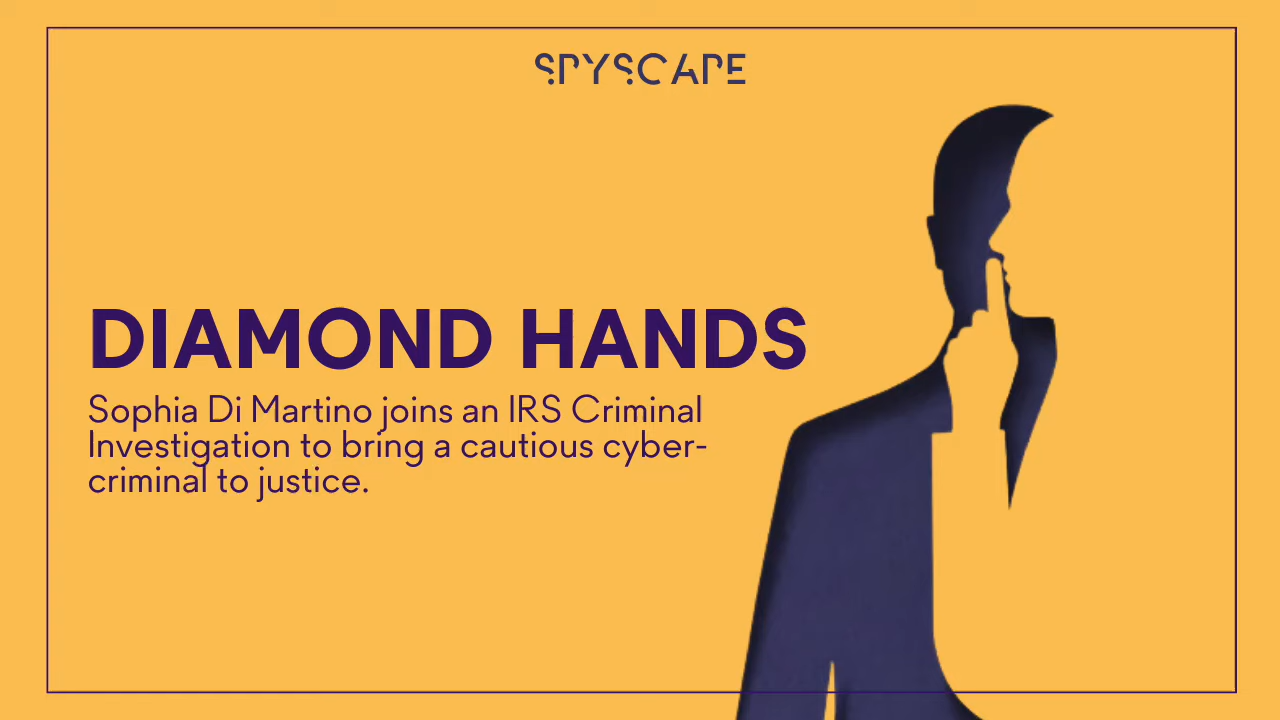 SPYSCAPE
DIAMOND HANDS
Sophia Di Martino joins an IRS Criminal
Investigation to bring a cautious cyber-
criminal to justice.